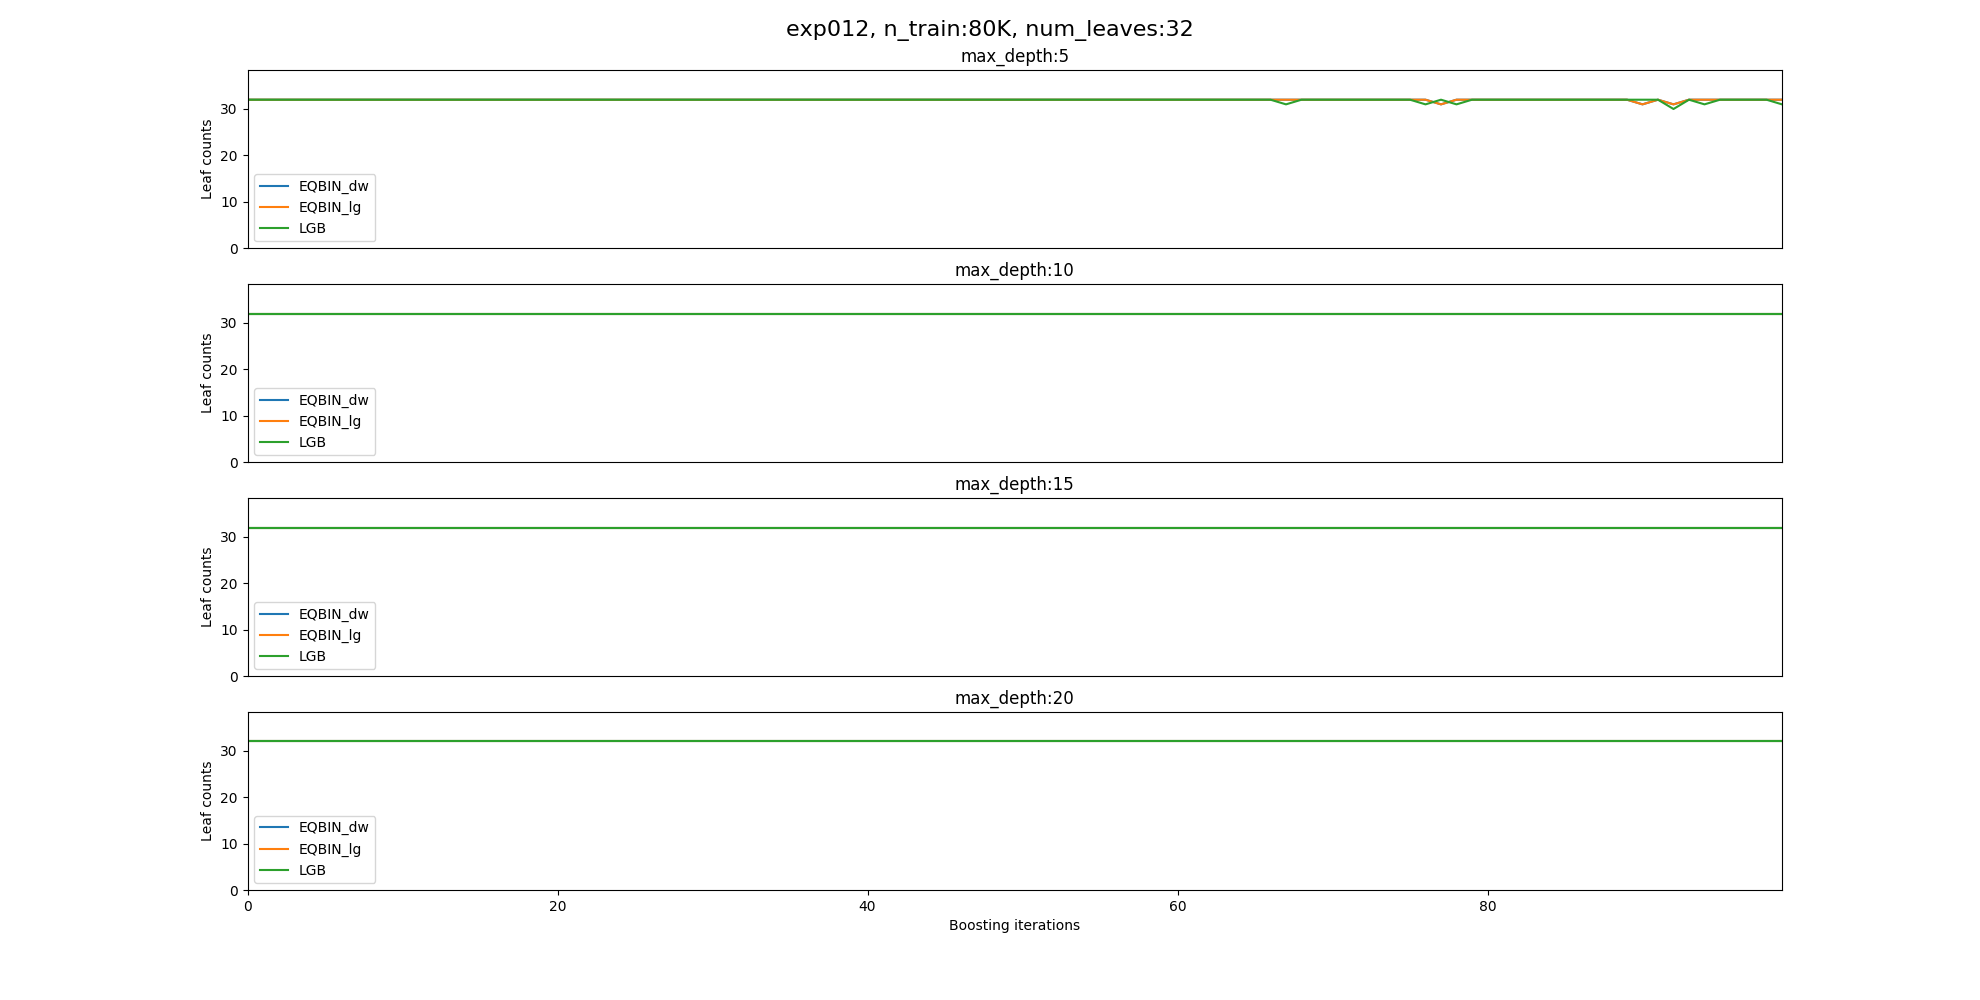 exp012, n_train:80K, num_leaves:32
max_depth:5
30
20
10
0
Leaf counts
EQBIN_dw
EQBIN_lg
LGB
max_depth:10
30
20
10
0
Leaf counts
EQBIN_dw
EQBIN_lg
LGB
max_depth:15
30
20
10
0
Leaf counts
EQBIN_dw
EQBIN_lg
LGB
max_depth:20
30
20
10
0
Leaf counts
EQBIN_dw
EQBIN_lg
LGB
0 20 40 60 80
Boosting iterations